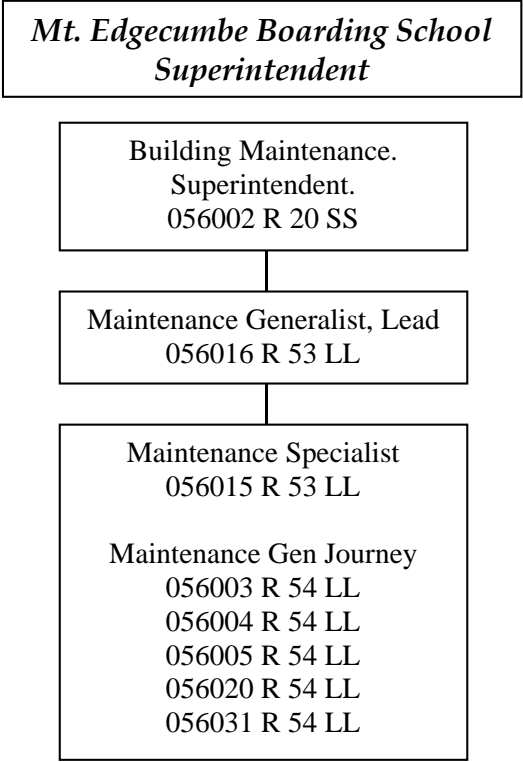 Mt. Edgecumbe Boarding School
Superintendent
Building Maintenance.
Superintendent.
056002 R 20 SS
Maintenance Generalist, Lead
056016 R 53 LL
Maintenance Specialist
056015 R 53 LL
Maintenance Gen Journey
056003 R 54 LL
056004 R 54 LL
056005 R 54 LL
056020 R 54 LL
056031 R 54 LL